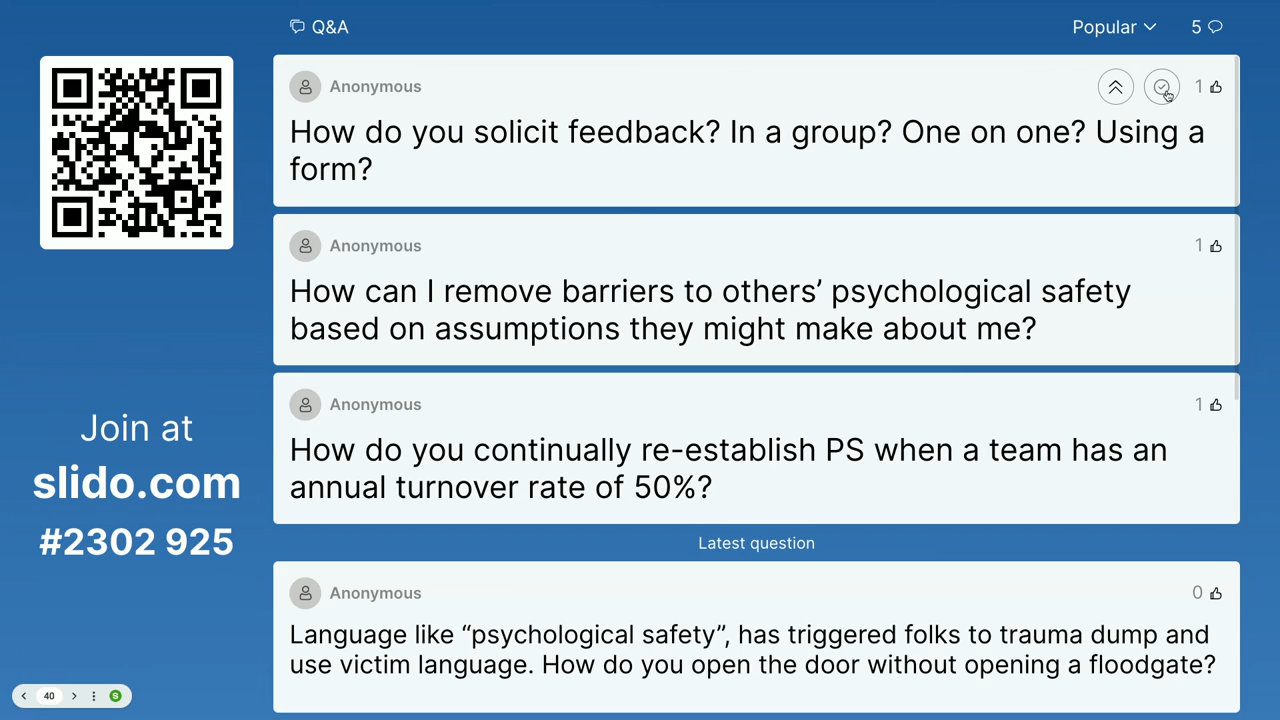 Q&A
Popular
5
Anonymous
1
How do you solicit feedback? In a group? One on one? Using a
form?
Anonymous
1
How can I remove barriers to others’ psychological safety
based on assumptions they might make about me?
Anonymous
1
How do you continually re-establish PS when a team has an
annual turnover rate of 50%?
Latest question
Anonymous
0
Language like “psychological safety”, has triggered folks to trauma dump and
use victim language. How do you open the door without opening a floodgate?
Join at
slido.com
#2302 925
40
S